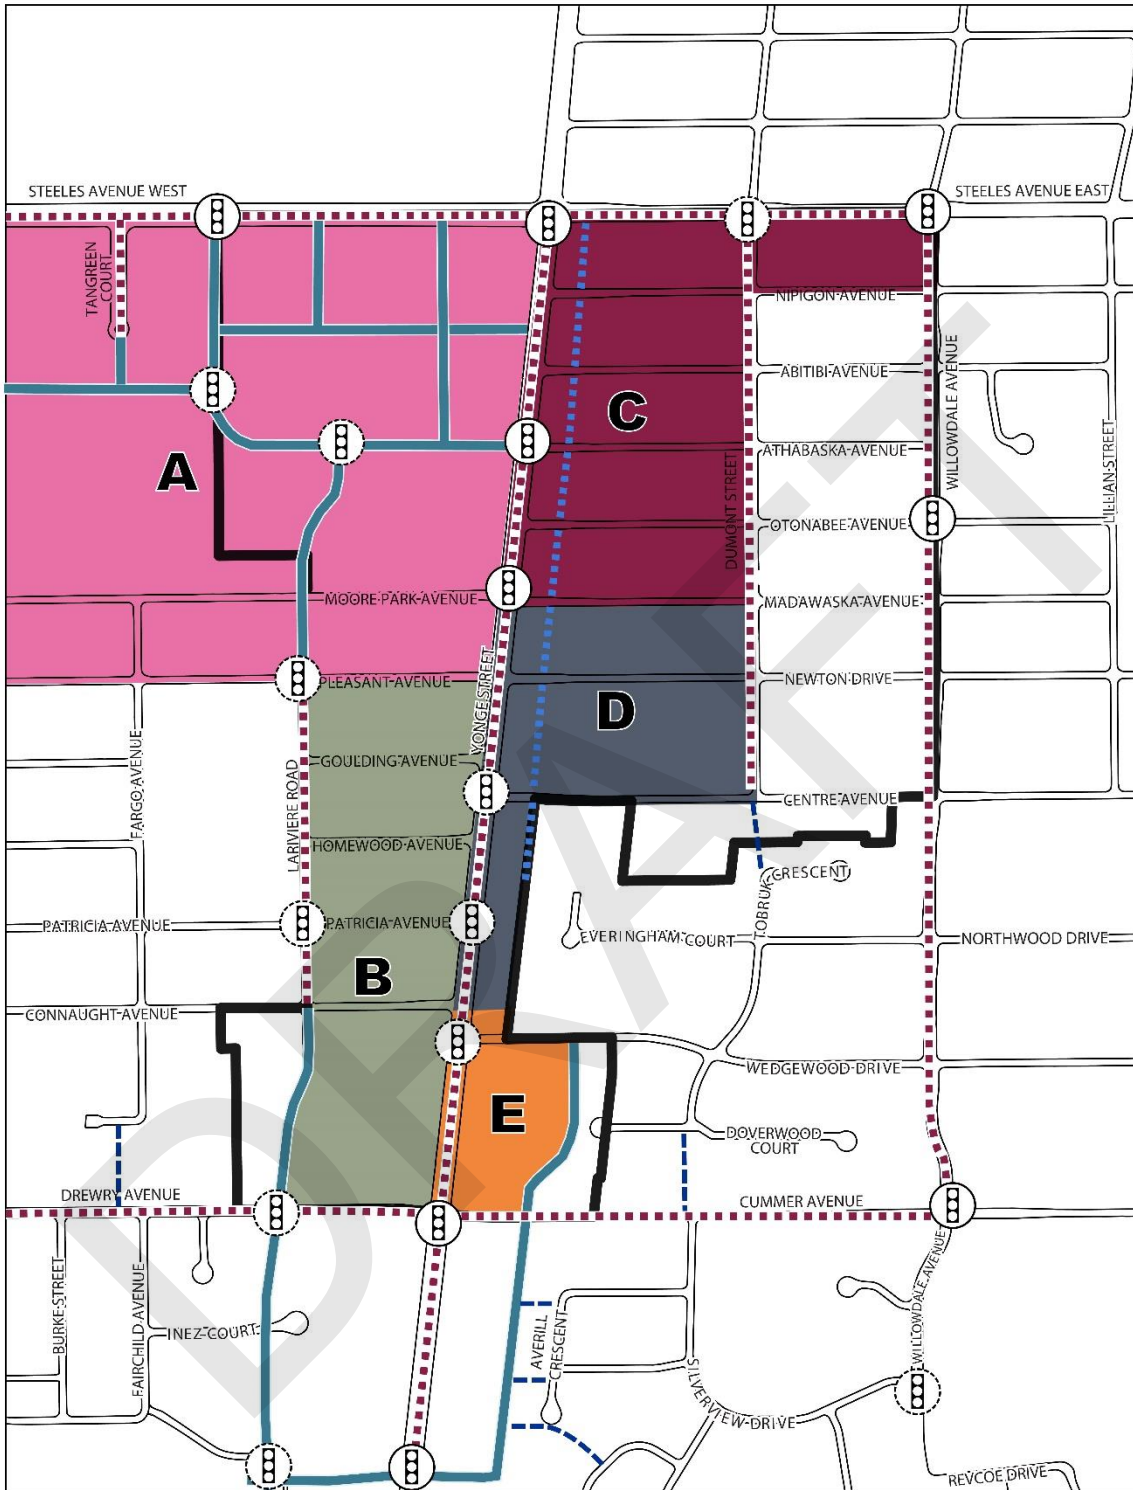 STEELES AVENUE WEST
STEELES AVENUE EAST
TANGREEN
COURT
NIPIGON AVENUE
ABITIBI AVENUE
WILLOWDALE AVENUE
C
A
ATHABASKA AVENUE
LILLIAN STREET
DUMONT STREET
OTONABEE AVENUE
MOORE PARK AVENUE
MADAWASKA AVENUE
PLEASANT AVENUE
YONGE STREET
NEWTON DRIVE
D
FARGO AVENUE
GOULDING AVENUE
LARIVIERE ROAD
CENTRE AVENUE
HOMEWOOD AVENUE
TOBRUK CRESCENT
PATRICIA AVENUE
PATRICIA AVENUE
EVERINGHAM COURT
NORTHWOOD DRIVE
B
CONNAUGHT AVENUE
WEDGEWOOD DRIVE
E
DOVERWOOD
COURT
DREWRY AVENUE
CUMMER AVENUE
BURKE STREET
FAIRCHILD AVENUE
INEZ COURT
AVERILL
CRESCENT
WILLOWDALE AVENUE
SILVERVIEW DRIVE
REVCOE DRIVE
DRAFT